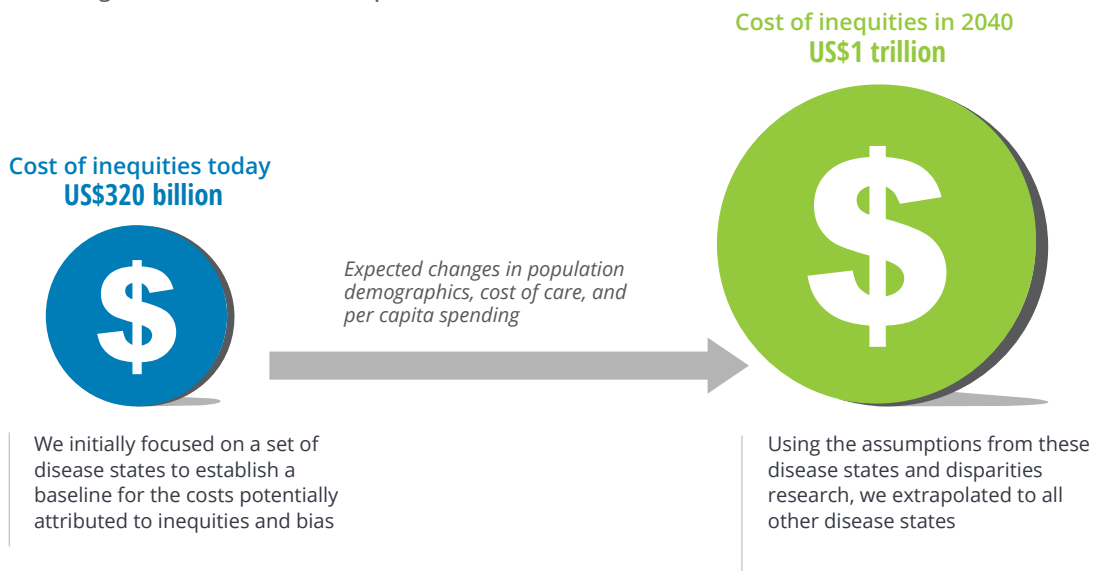 Cost of inequities in 2040
US$1 trillion
Cost of inequities today
US$320 billion
$
$
Expected changes in population
demographics, cost of care, and
per capita spending
We initially focused on a set of
disease states to establish a
baseline for the costs potentially
attributed to inequities and bias
Using the assumptions from these
disease states and disparities
research, we extrapolated to all
other disease states